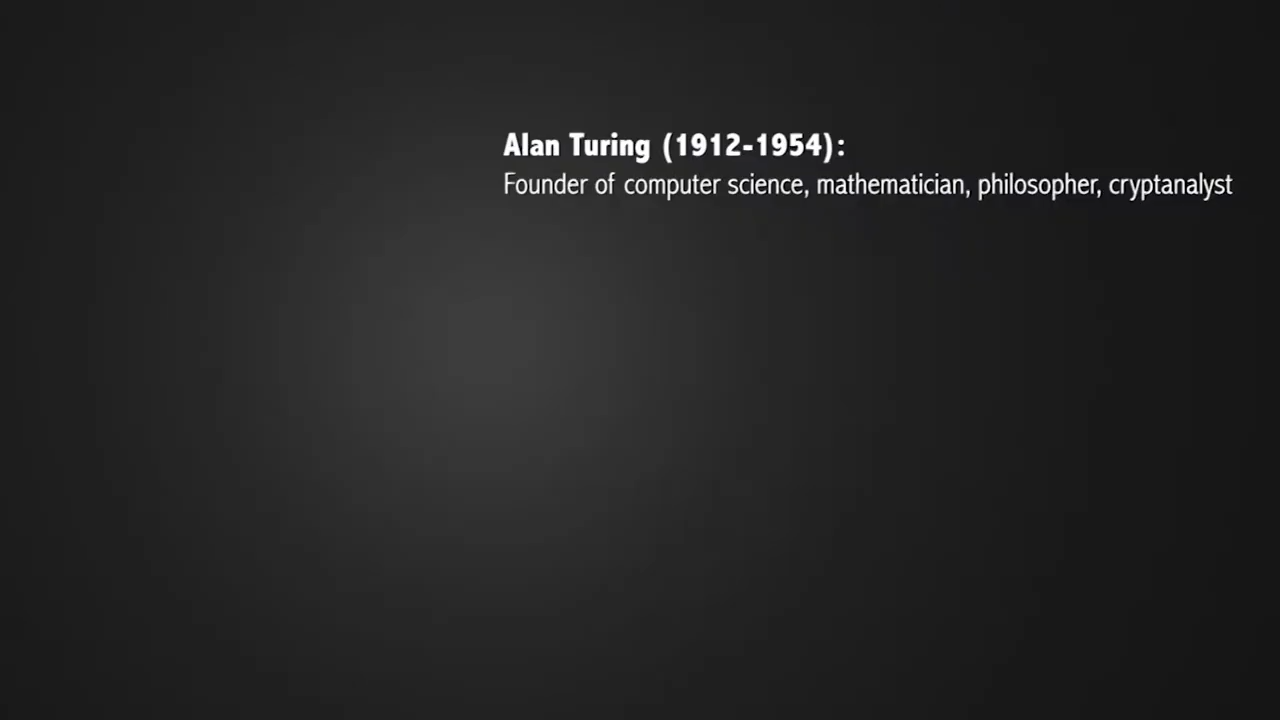 Alan Turing (1912-1954):
Founder of computer science, mathematician, philosopher, cryptanalyst